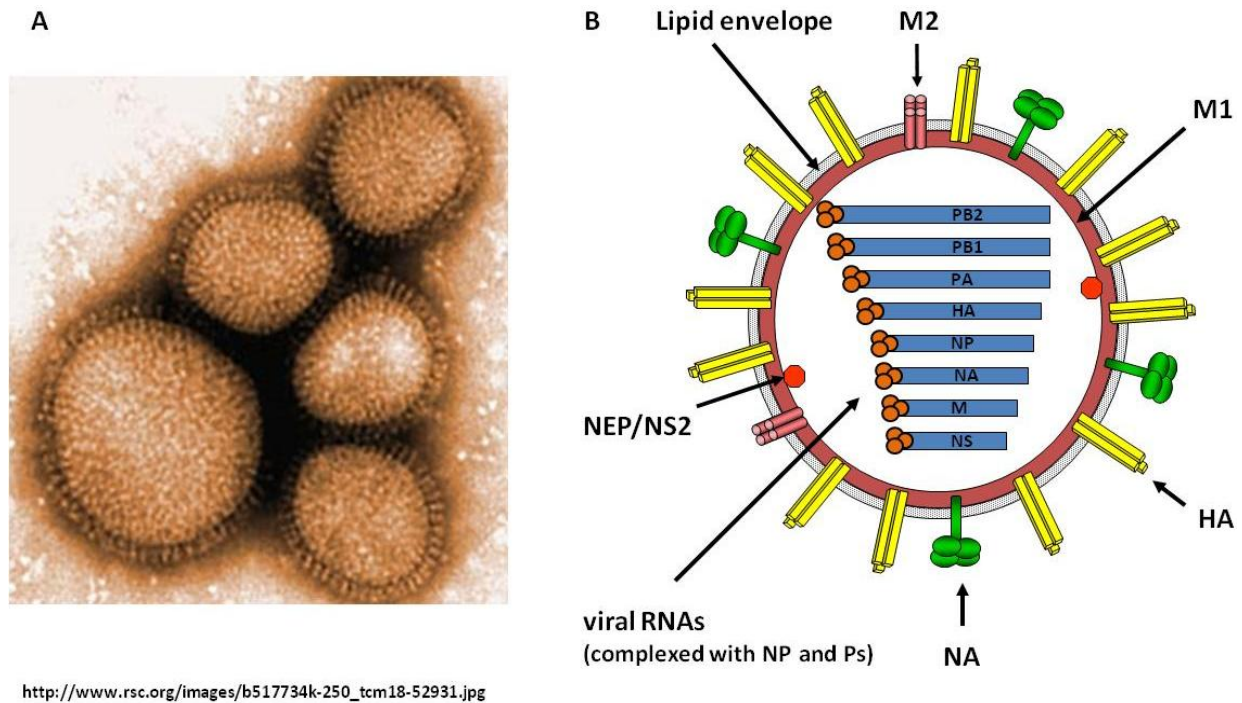 A
B
Lipid envelope
M2
M1
PB2
PB1
PA
HA
NP
NA
M
NS
NEP/NS2
HA
viral RNAs
(complexed with NP and Ps)
NA
http://www.rsc.org/images/b517734k-250_tcm18-52931.jpg